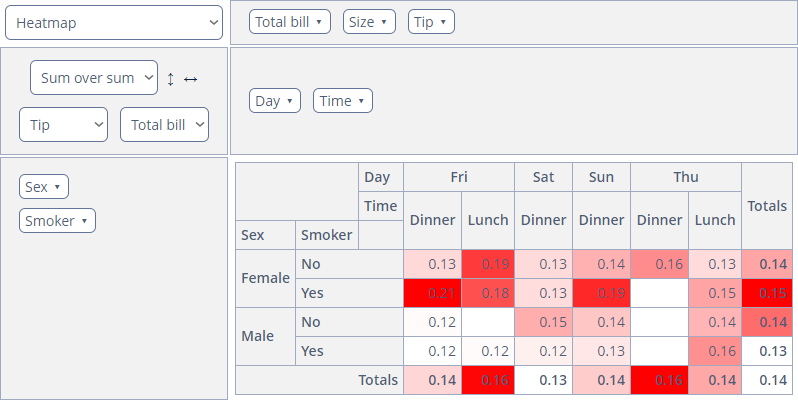 Heatmap
Total bill ▾ Size ▾ Tip ▾
Sum over sum ↕ ↔
Tip Total bill
Day ▾ Time ▾
Sex ▾
Smoker ▾
Day Fri Sat Sun Thu Totals
Time Dinner Lunch Dinner Dinner Dinner Lunch
Sex Smoker
Female No 0.13 0.19 0.13 0.14 0.16 0.13 0.14
Yes 0.21 0.18 0.13 0.19 0.15 0.15
Male No 0.12 0.15 0.14 0.14 0.14
Yes 0.12 0.12 0.12 0.13 0.16 0.13
Totals 0.14 0.16 0.13 0.14 0.16 0.14 0.14